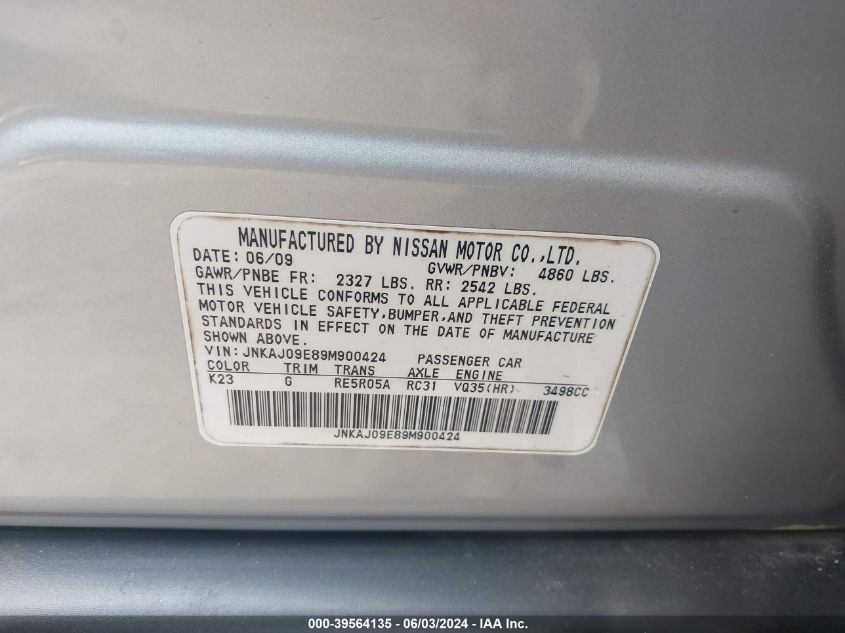 MANUFACTURED BY NISSAN MOTOR CO.,LTD.
DATE: 06/09 GVWR/PNBV: 4860 LBS.
GAWR/PNBE FR: 2327 LBS. RR: 2542 LBS.
THIS VEHICLE CONFORMS TO ALL APPLICABLE FEDERAL
MOTOR VEHICLE SAFETY,BUMPER,AND THEFT PREVENTION
STANDARDS IN EFFECT ON THE DATE OF MANUFACTURE
SHOWN ABOVE.
VIN: JNKAJ09E89M900424 PASSENGER CAR
COLOR TRIM TRANS AXLE ENGINE
K23 G RE5R05A RC31 VQ35(HR) 3498CC
JNKAJ09E89M900424
000-39564135 - 06/03/2024 - IAA Inc.